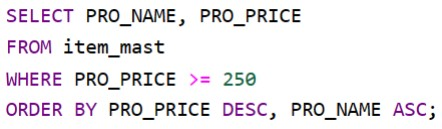 SELECT PRO_NAME, PRO_PRICE
FROM item_mast
WHERE PRO_PRICE >= 250
ORDER BY PRO_PRICE DESC, PRO_NAME ASC;